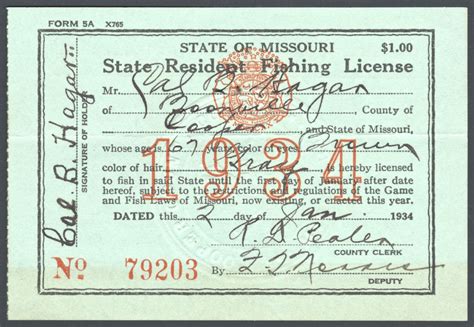 FORM 5A X765
STATE OF MISSOURI $1.00
State Resident Fishing License
Mr. Cal B. Hagan
Boonville, County of
Cooper and State of Missouri,
whose age is 67 years, color of eyes Brown
color of hair Gray is hereby licensed
to fish in said State until the first day of January after date
hereof, subject to the restrictions and regulations of the Game
and Fish Laws of Missouri, now existing, or enacted this year.
1934
DATED this 2 day of Jan. 1934
COUNTY CLERK
By
DEPUTY
No 79203
Cal B. Hagan
SIGNATURE OF HOLDER